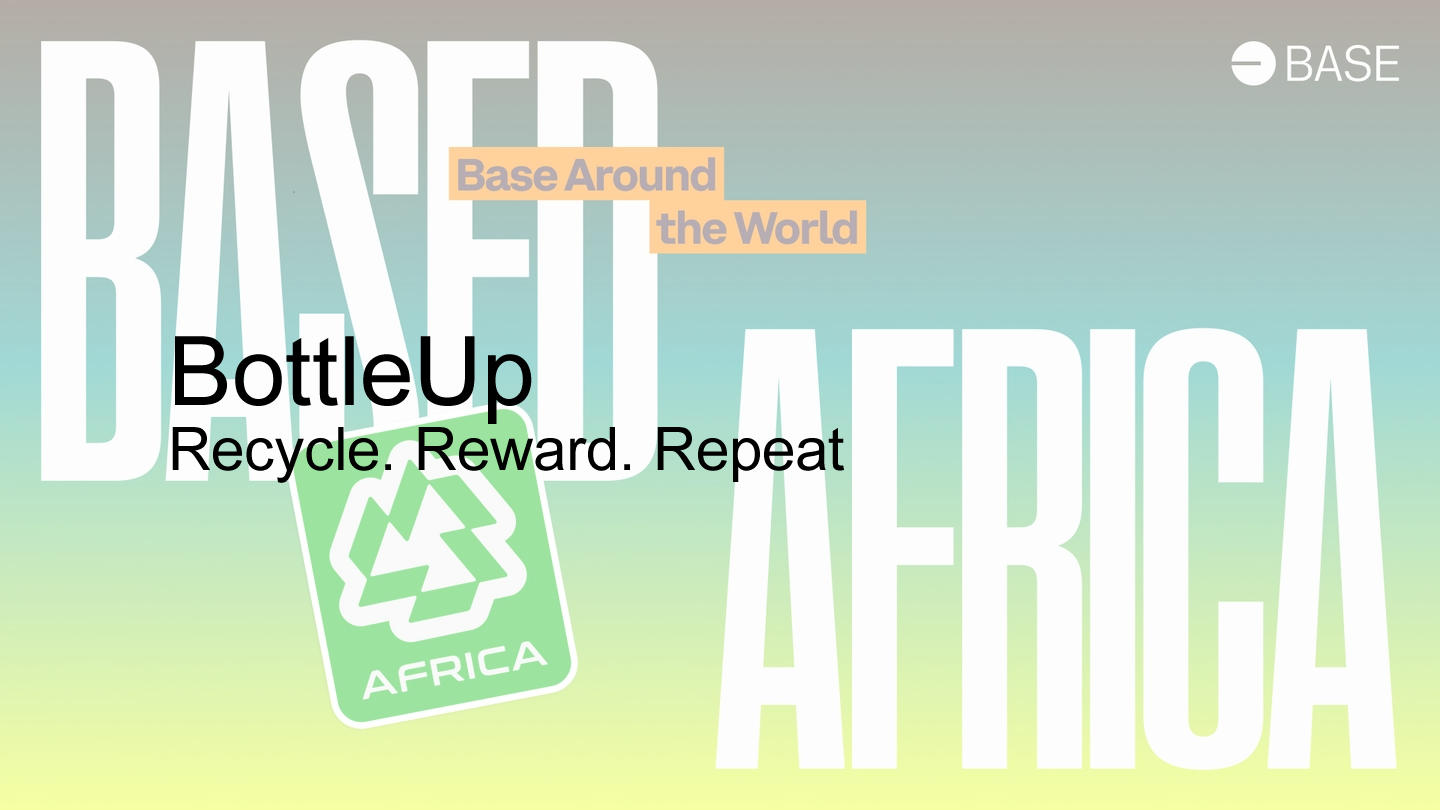 BASED
BASE
Base Around
the World
AFRICA
BottleUp
Recycle. Reward. Repeat
AFRICA